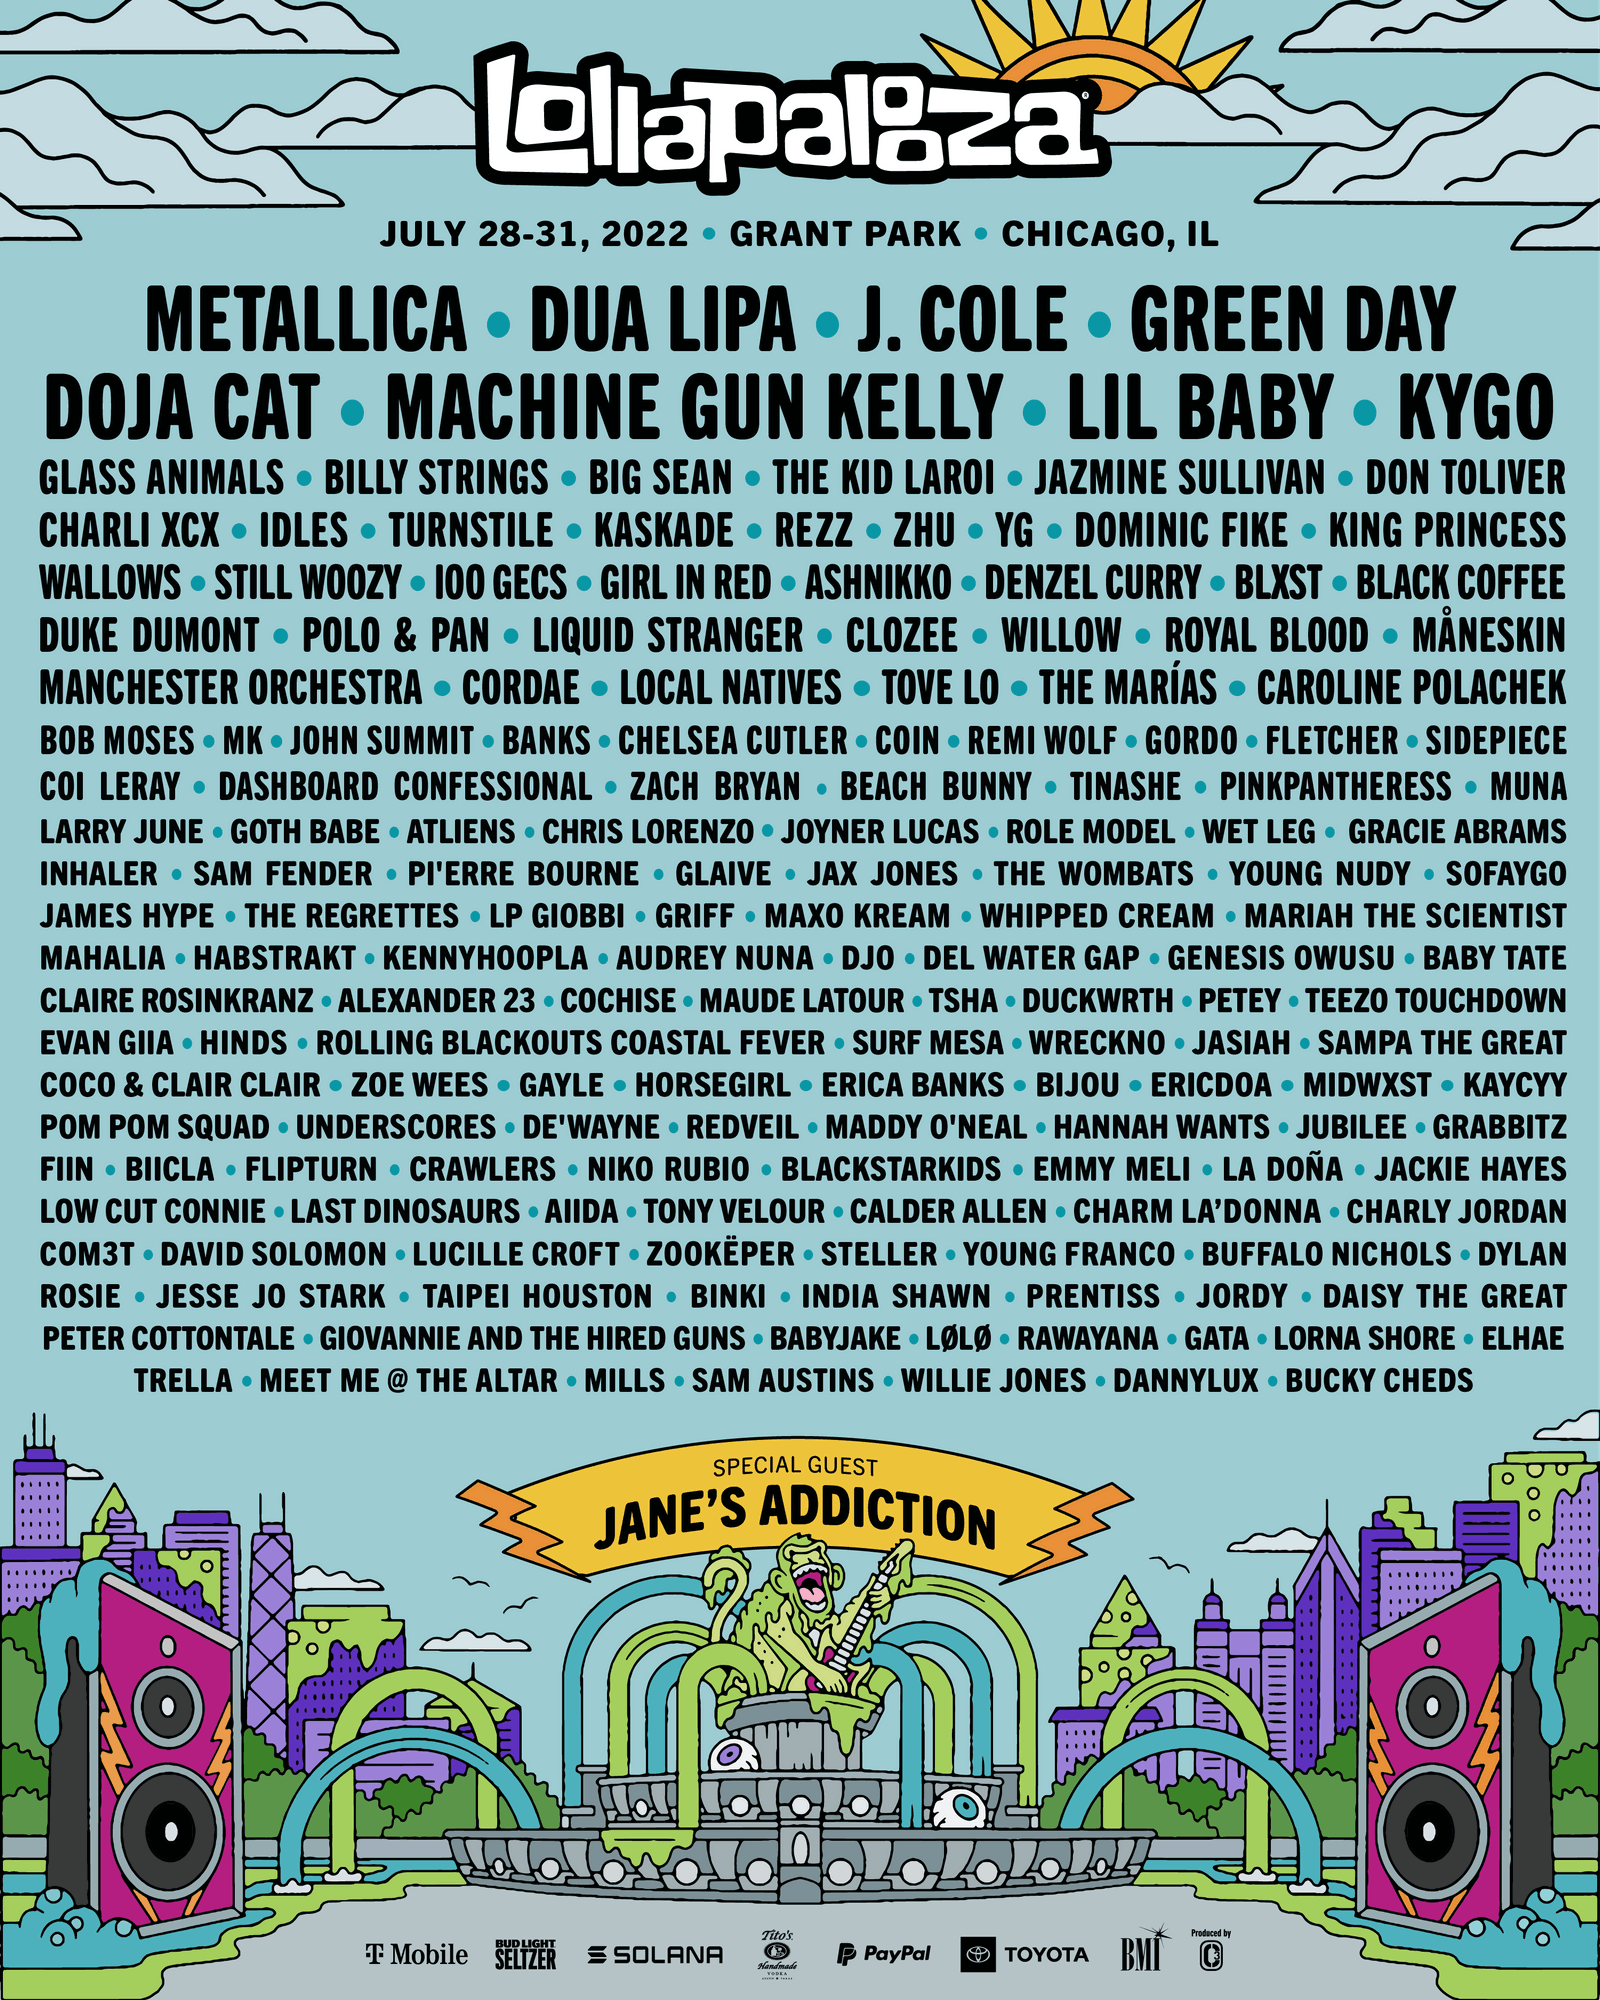 Lollapalooza®
JULY 28-31, 2022 • GRANT PARK • CHICAGO, IL
METALLICA • DUA LIPA • J. COLE • GREEN DAY
DOJA CAT • MACHINE GUN KELLY • LIL BABY • KYGO
GLASS ANIMALS • BILLY STRINGS • BIG SEAN • THE KID LAROI • JAZMINE SULLIVAN • DON TOLIVER
CHARLI XCX • IDLES • TURNSTILE • KASKADE • REZZ • ZHU • YG • DOMINIC FIKE • KING PRINCESS
WALLOWS • STILL WOOZY • 100 GECS • GIRL IN RED • ASHNIKKO • DENZEL CURRY • BLXST • BLACK COFFEE
DUKE DUMONT • POLO & PAN • LIQUID STRANGER • CLOZEE • WILLOW • ROYAL BLOOD • MÅNESKIN
MANCHESTER ORCHESTRA • CORDAE • LOCAL NATIVES • TOVE LO • THE MARÍAS • CAROLINE POLACHEK
BOB MOSES • MK • JOHN SUMMIT • BANKS • CHELSEA CUTLER • COIN • REMI WOLF • GORDO • FLETCHER • SIDEPIECE
COI LERAY • DASHBOARD CONFESSIONAL • ZACH BRYAN • BEACH BUNNY • TINASHE • PINKPANTHERESS • MUNA
LARRY JUNE • GOTH BABE • ATLIENS • CHRIS LORENZO • JOYNER LUCAS • ROLE MODEL • WET LEG • GRACIE ABRAMS
INHALER • SAM FENDER • PI'ERRE BOURNE • GLAIVE • JAX JONES • THE WOMBATS • YOUNG NUDY • SOFAYGO
JAMES HYPE • THE REGRETTES • LP GIOBBI • GRIFF • MAXO KREAM • WHIPPED CREAM • MARIAH THE SCIENTIST
MAHALIA • HABSTRAKT • KENNYHOOPLA • AUDREY NUNA • DJO • DEL WATER GAP • GENESIS OWUSU • BABY TATE
CLAIRE ROSINKRANZ • ALEXANDER 23 • COCHISE • MAUDE LATOUR • TSHA • DUCKWRTH • PETEY • TEEZO TOUCHDOWN
EVAN GIIA • HINDS • ROLLING BLACKOUTS COASTAL FEVER • SURF MESA • WRECKNO • JASIAH • SAMPA THE GREAT
COCO & CLAIR CLAIR • ZOE WEES • GAYLE • HORSEGIRL • ERICA BANKS • BIJOU • ERICDOA • MIDWXST • KAYCYY
POM POM SQUAD • UNDERSCORES • DE'WAYNE • REDVEIL • MADDY O'NEAL • HANNAH WANTS • JUBILEE • GRABBITZ
FIIN • BIICLA • FLIPTURN • CRAWLERS • NIKO RUBIO • BLACKSTARKIDS • EMMY MELI • LA DOÑA • JACKIE HAYES
LOW CUT CONNIE • LAST DINOSAURS • AIIDA • TONY VELOUR • CALDER ALLEN • CHARM LA’DONNA • CHARLY JORDAN
COM3T • DAVID SOLOMON • LUCILLE CROFT • ZOOKËPER • STELLER • YOUNG FRANCO • BUFFALO NICHOLS • DYLAN
ROSIE • JESSE JO STARK • TAIPEI HOUSTON • BINKI • INDIA SHAWN • PRENTISS • JORDY • DAISY THE GREAT
PETER COTTONTALE • GIOVANNIE AND THE HIRED GUNS • BABYJAKE • LØLØ • RAWAYANA • GATA • LORNA SHORE • ELHAE
TRELLA • MEET ME @ THE ALTAR • MILLS • SAM AUSTINS • WILLIE JONES • DANNYLUX • BUCKY CHEDS
SPECIAL GUEST
JANE’S ADDICTION
T Mobile
BUD LIGHT
SELTZER
SOLANA
Tito's
Handmade
VODKA
PayPal
TOYOTA
BMI
Produced by
C3